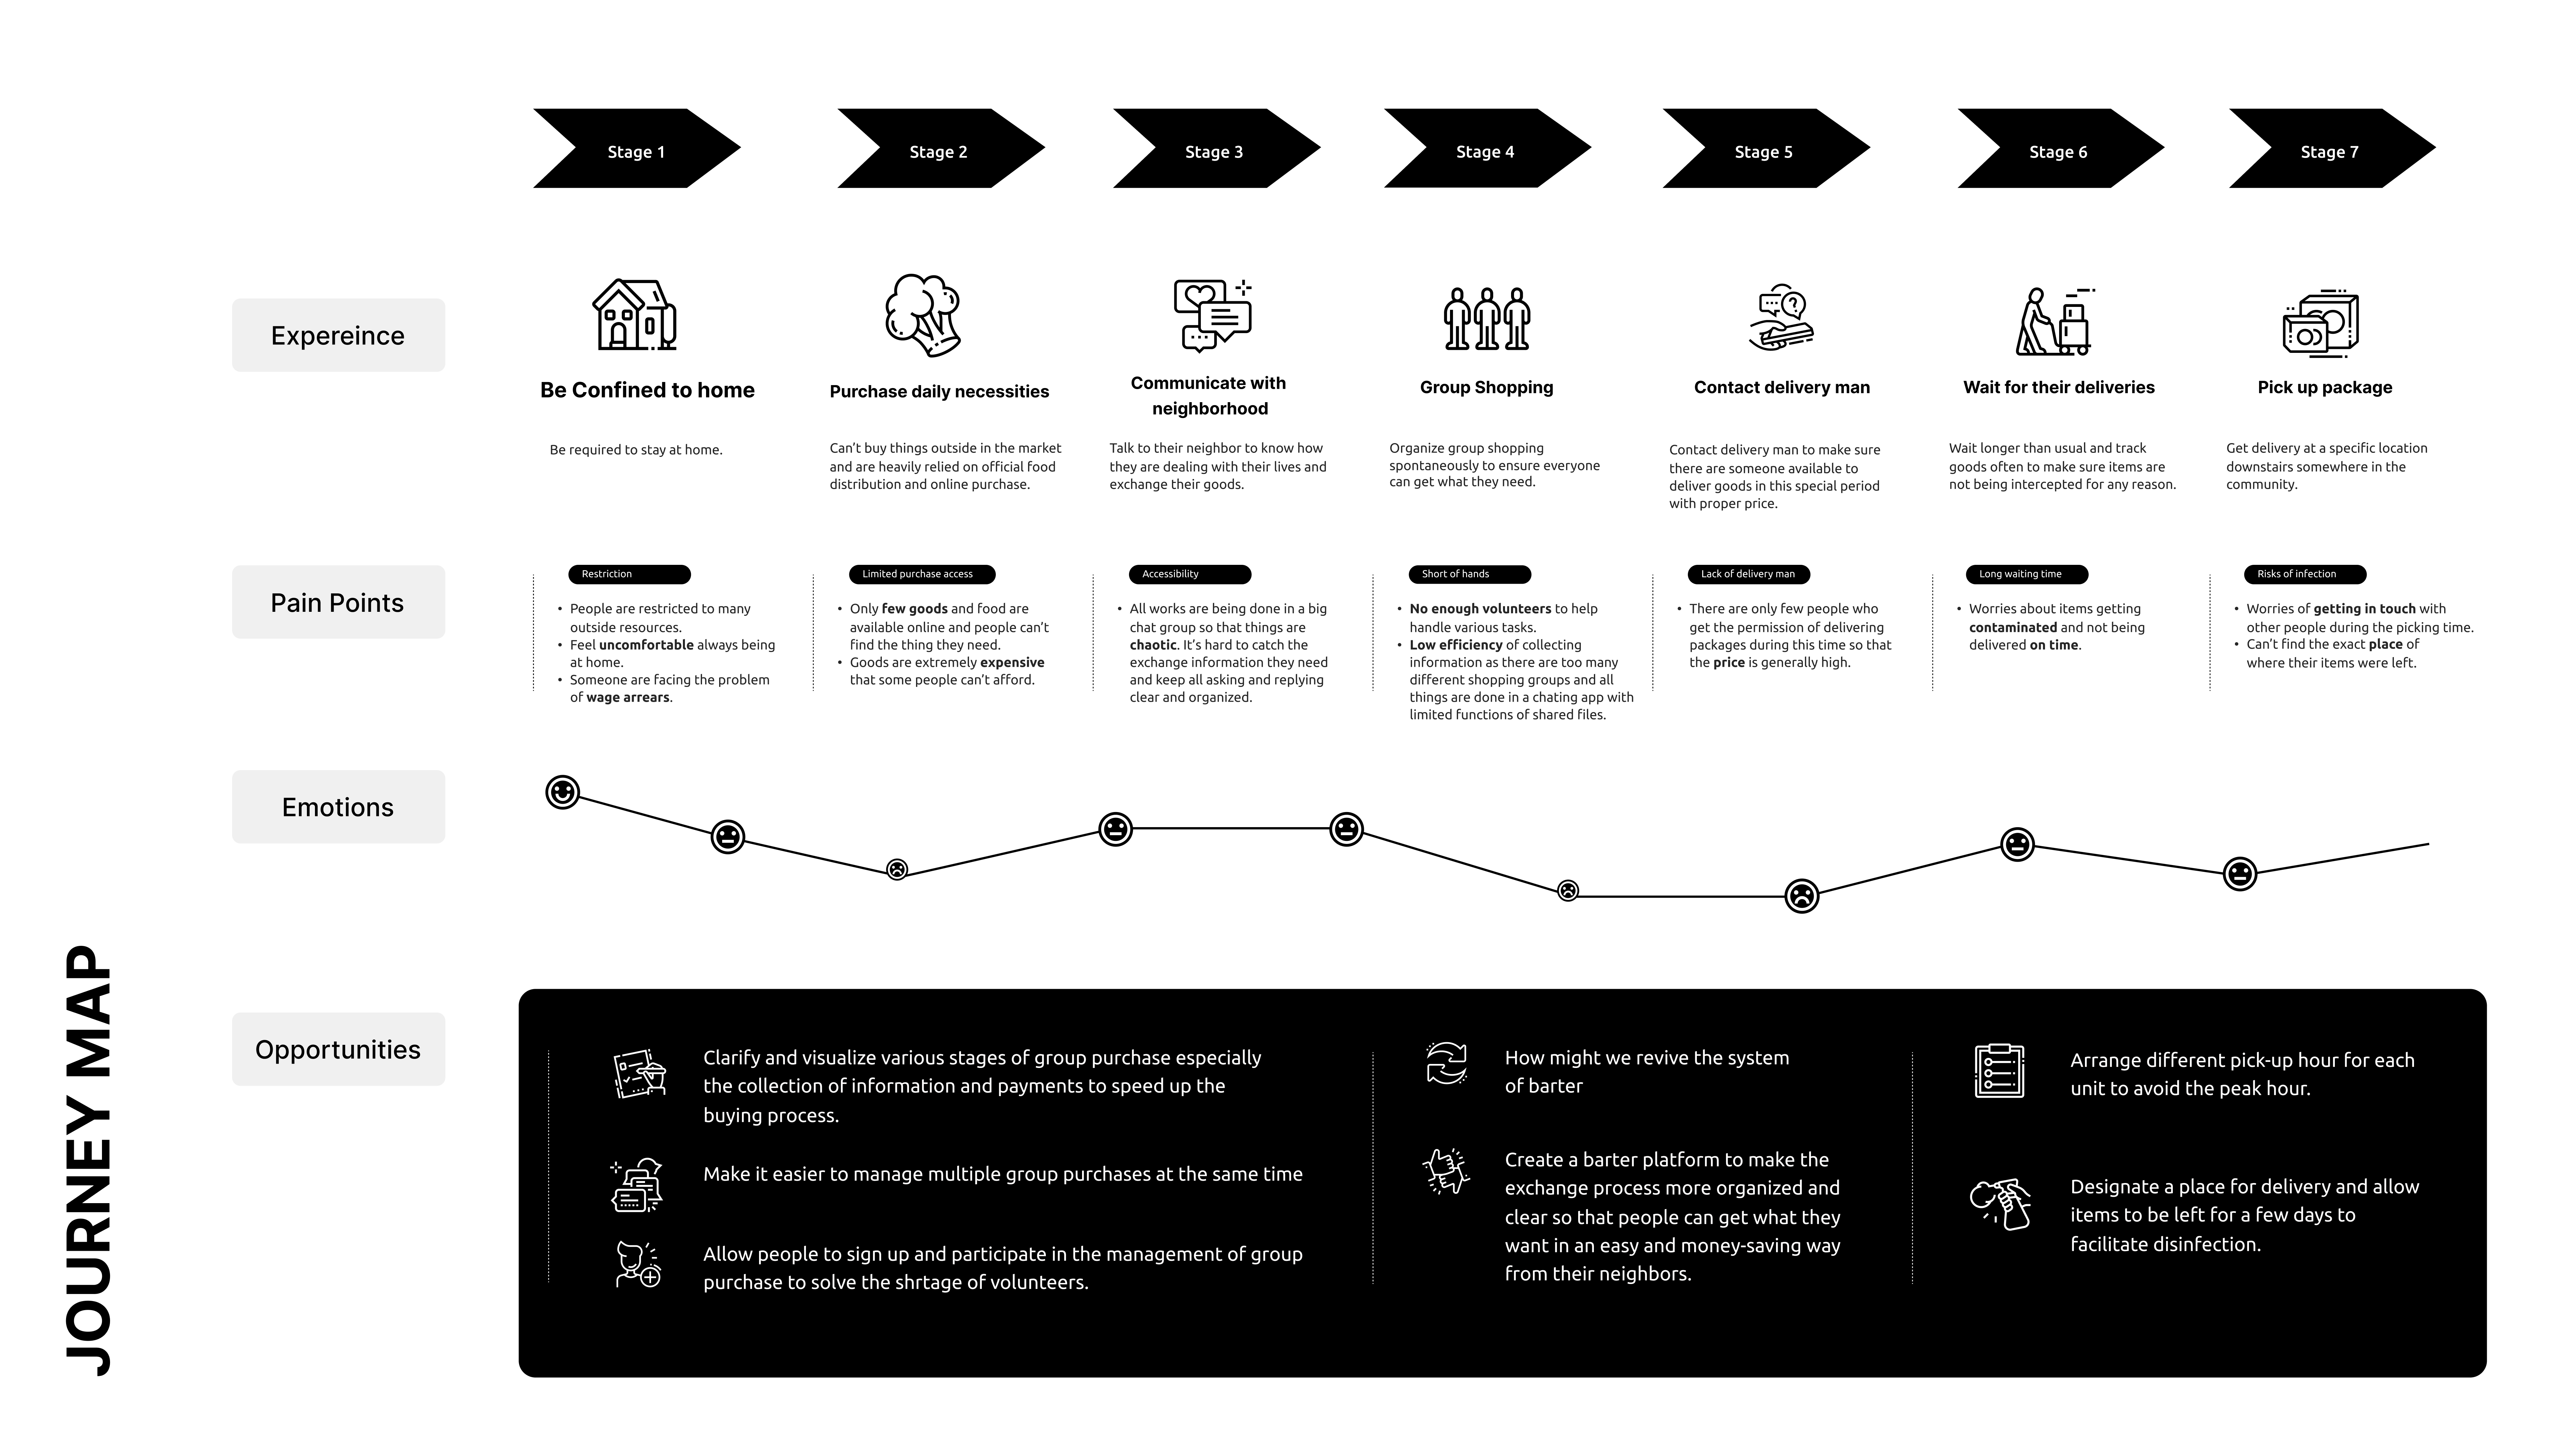 Stage 1
Stage 2
Stage 3
Stage 4
Stage 5
Stage 6
Stage 7
Expereince
Be Confined to home
Be required to stay at home.
Purchase daily necessities
Can't buy things outside in the market
and are heavily relied on official food
distribution and online purchase.
Communicate with
neighborhood
Talk to their neighbor to know how
they are dealing with their lives and
exchange their goods.
Group Shopping
Organize group shopping
spontaneously to ensure everyone
can get what they need.
Contact delivery man
Contact delivery man to make sure
there are someone available to
deliver goods in this special period
with proper price.
Wait for their deliveries
Wait longer than usual and track
goods often to make sure items are
not being intercepted for any reason.
Pick up package
Get delivery at a specific location
downstairs somewhere in the
community.
Pain Points
Restriction
• People are restricted to many
outside resources.
• Feel uncomfortable always being
at home.
• Someone are facing the problem
of wage arrears.
Limited purchase access
• Only few goods and food are
available online and people can't
find the thing they need.
• Goods are extremely expensive
that some people can't afford.
Accessibility
• All works are being done in a big
chat group so that things are
chaotic. It's hard to catch the
exchange information they need
and keep all asking and replying
clear and organized.
Short of hands
• No enough volunteers to help
handle various tasks.
• Low efficiency of collecting
information as there are too many
different shopping groups and all
things are done in a chating app with
limited functions of shared files.
Lack of delivery man
• There are only few people who
get the permission of delivering
packages during this time so that
the price is generally high.
Long waiting time
• Worries about items getting
contaminated and not being
delivered on time.
Risks of infection
• Worries of getting in touch with
other people during the picking time.
• Can't find the exact place of
where their items were left.
Emotions
Opportunities
Clarify and visualize various stages of group purchase especially
the collection of information and payments to speed up the
buying process.
Make it easier to manage multiple group purchases at the same time
Allow people to sign up and participate in the management of group
purchase to solve the shrtage of volunteers.
How might we revive the system
of barter
Create a barter platform to make the
exchange process more organized and
clear so that people can get what they
want in an easy and money-saving way
from their neighbors.
Arrange different pick-up hour for each
unit to avoid the peak hour.
Designate a place for delivery and allow
items to be left for a few days to
facilitate disinfection.
JOURNEY MAP